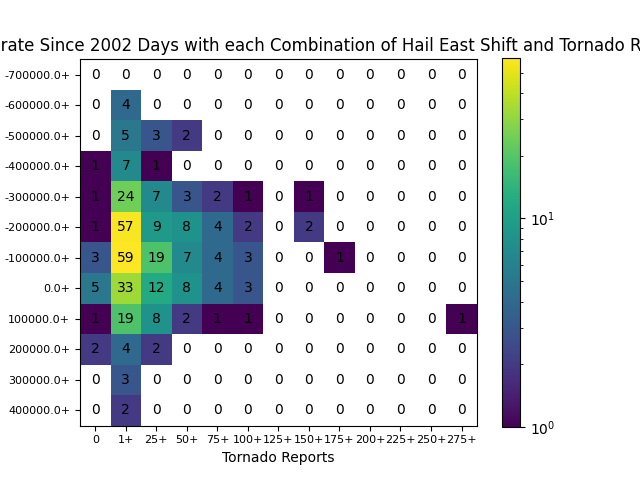 rate Since 2002 Days with each Combination of Hail East Shift and Tornado R
-700000.0+ 0 0 0 0 0 0 0 0 0 0 0 0 0
-600000.0+ 0 4 0 0 0 0 0 0 0 0 0 0 0
-500000.0+ 0 5 3 2 0 0 0 0 0 0 0 0 0
-400000.0+ 1 7 1 0 0 0 0 0 0 0 0 0 0
-300000.0+ 1 24 7 3 2 1 0 1 0 0 0 0 0
-200000.0+ 1 57 9 8 4 2 0 2 0 0 0 0 0
-100000.0+ 3 59 19 7 4 3 0 0 1 0 0 0 0
0.0+ 5 33 12 8 4 3 0 0 0 0 0 0 0
100000.0+ 1 19 8 2 1 1 0 0 0 0 0 0 1
200000.0+ 2 4 2 0 0 0 0 0 0 0 0 0 0
300000.0+ 0 3 0 0 0 0 0 0 0 0 0 0 0
400000.0+ 0 2 0 0 0 0 0 0 0 0 0 0 0
0 1+ 25+ 50+ 75+ 100+ 125+ 150+ 175+ 200+ 225+ 250+ 275+
Tornado Reports
10¹
10⁰